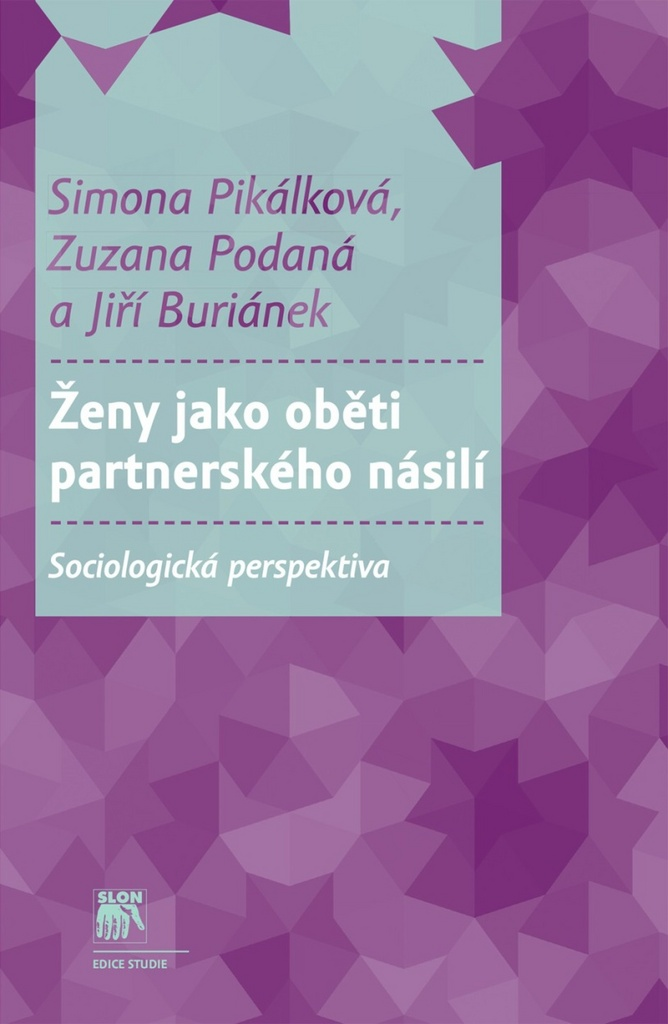 Simona Pikálková,
Zuzana Podaná
a Jiří Buriánek
Ženy jako oběti
partnerského násilí
Sociologická perspektiva
SLON
EDICE STUDIE